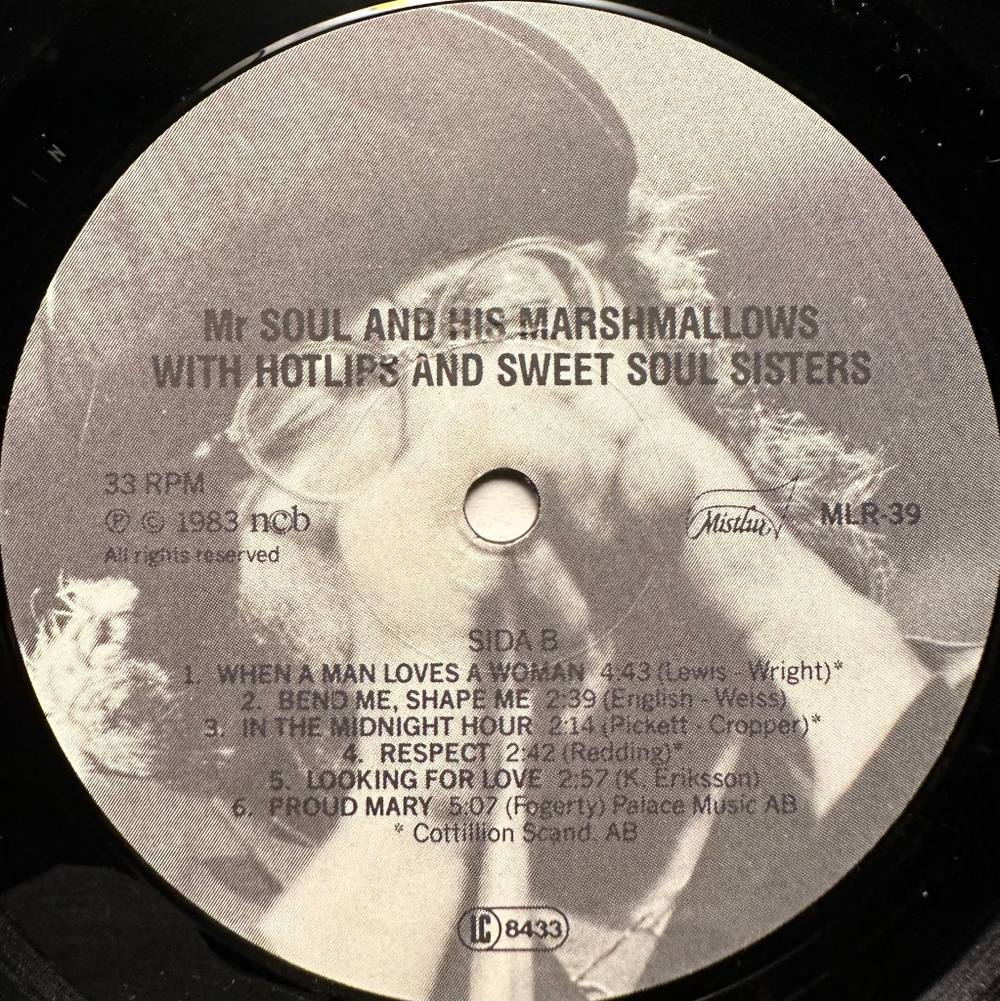 Mr SOUL AND HIS MARSHMALLOWS
WITH HOTLIPS AND SWEET SOUL SISTERS
33 RPM
℗ © 1983 ncb
All rights reserved
Mistlur MLR-39
SIDA B
1. WHEN A MAN LOVES A WOMAN 4:43 (Lewis - Wright)*
2. BEND ME, SHAPE ME 2:39 (English - Weiss)
3. IN THE MIDNIGHT HOUR 2:14 (Pickett - Cropper)*
4. RESPECT 2:42 (Redding)*
5. LOOKING FOR LOVE 2:57 (K. Eriksson)
6. PROUD MARY 5:07 (Fogerty) Palace Music AB
* Cottillion Scand. AB
LC 8433